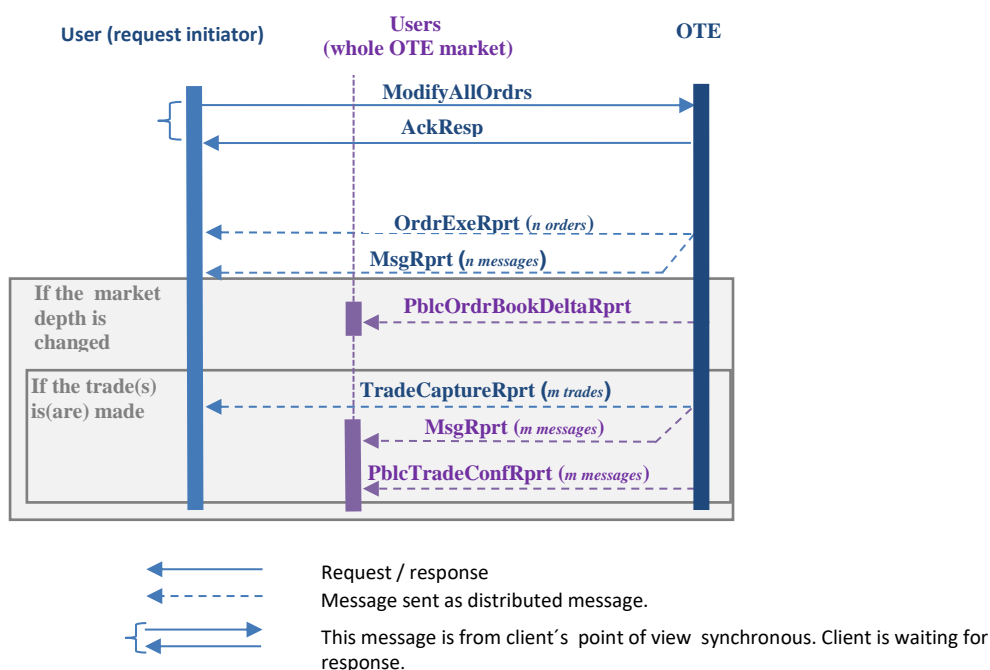 User (request initiator)
Users
(whole OTE market)
OTE
ModifyAllOrdrs
AckResp
OrdrExeRprt (n orders)
MsgRprt (n messages)
If the market
depth is
changed
PblcOrdrBookDeltaRprt
If the trade(s)
is(are) made
TradeCaptureRprt (m trades)
MsgRprt (m messages)
PblcTradeConfRprt (m messages)
Request / response
Message sent as distributed message.
This message is from client´s point of view synchronous. Client is waiting for
response.